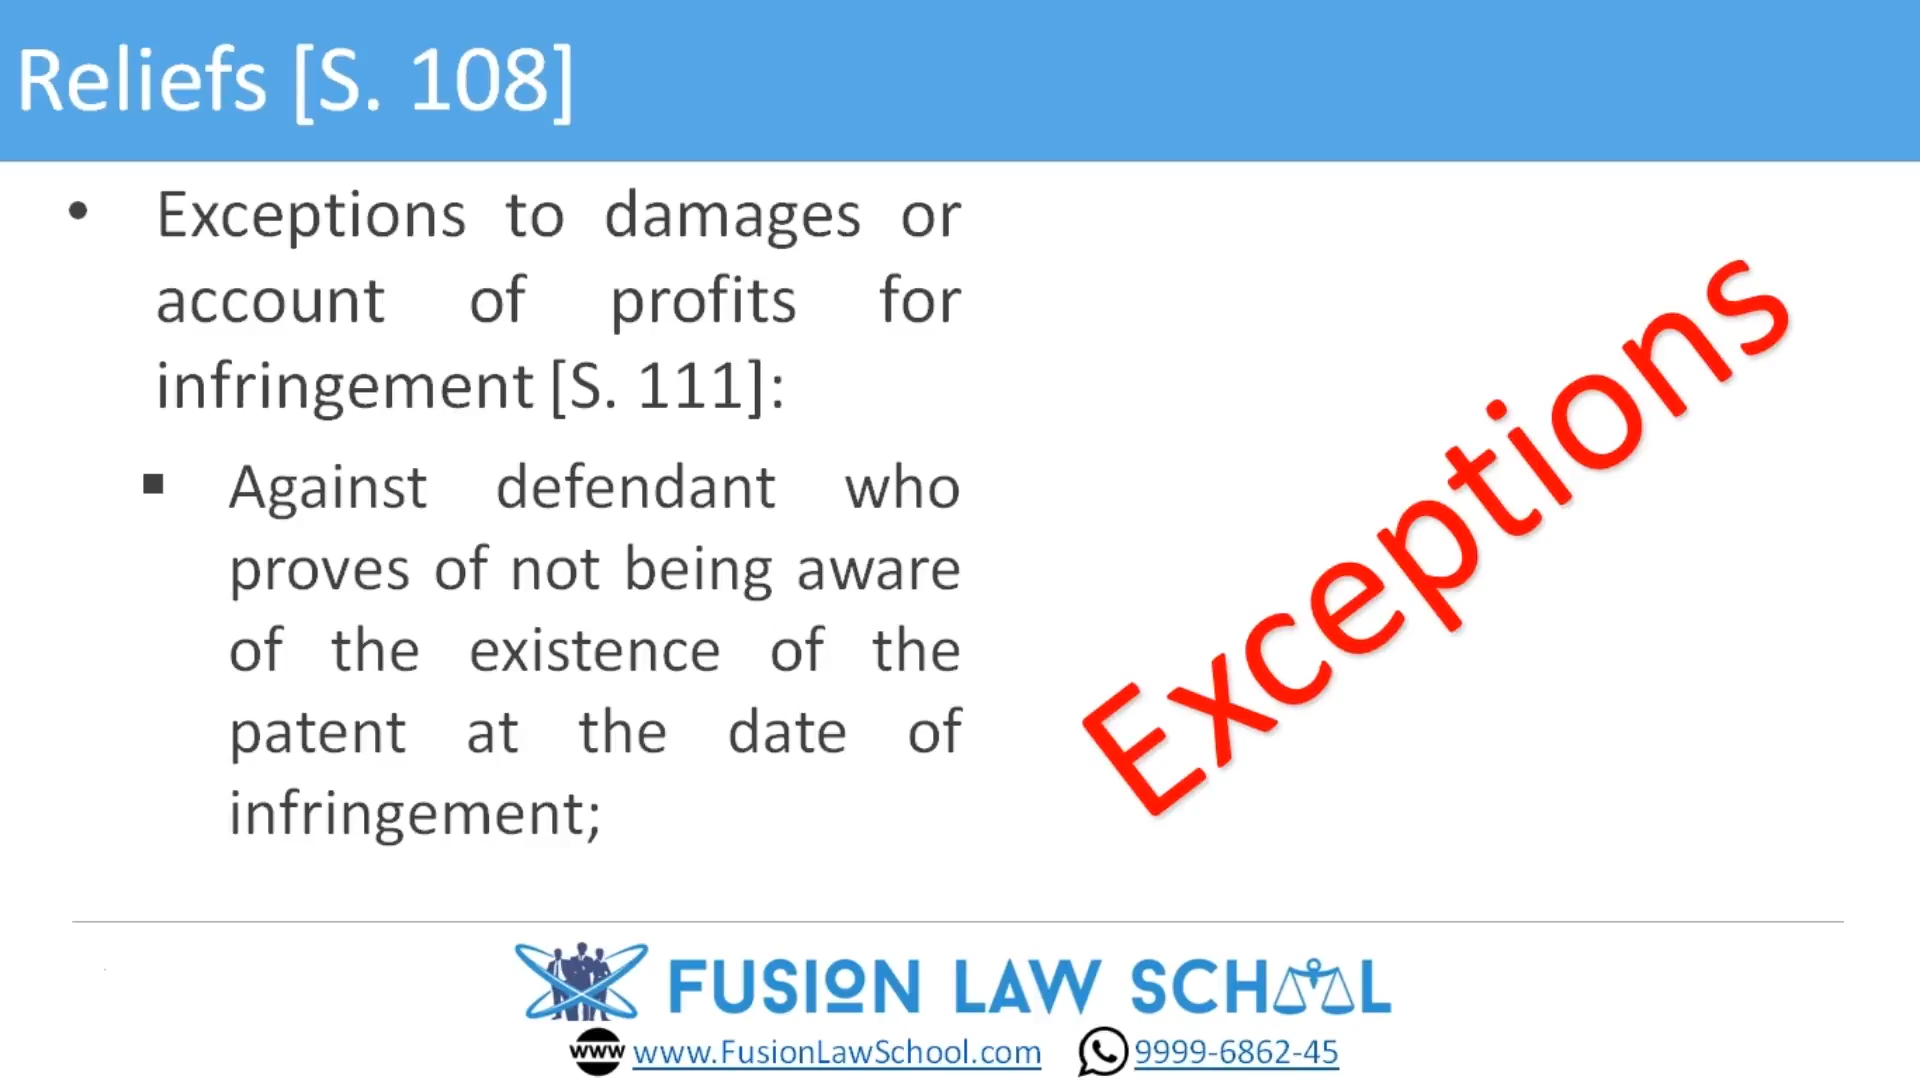 Reliefs [S. 108]
• Exceptions to damages or
account of profits for
infringement [S. 111]:
▪ Against defendant who
proves of not being aware
of the existence of the
patent at the date of
infringement;
Exceptions
FUSION LAW SCHOOL
www www.FusionLawSchool.com 9999-6862-45